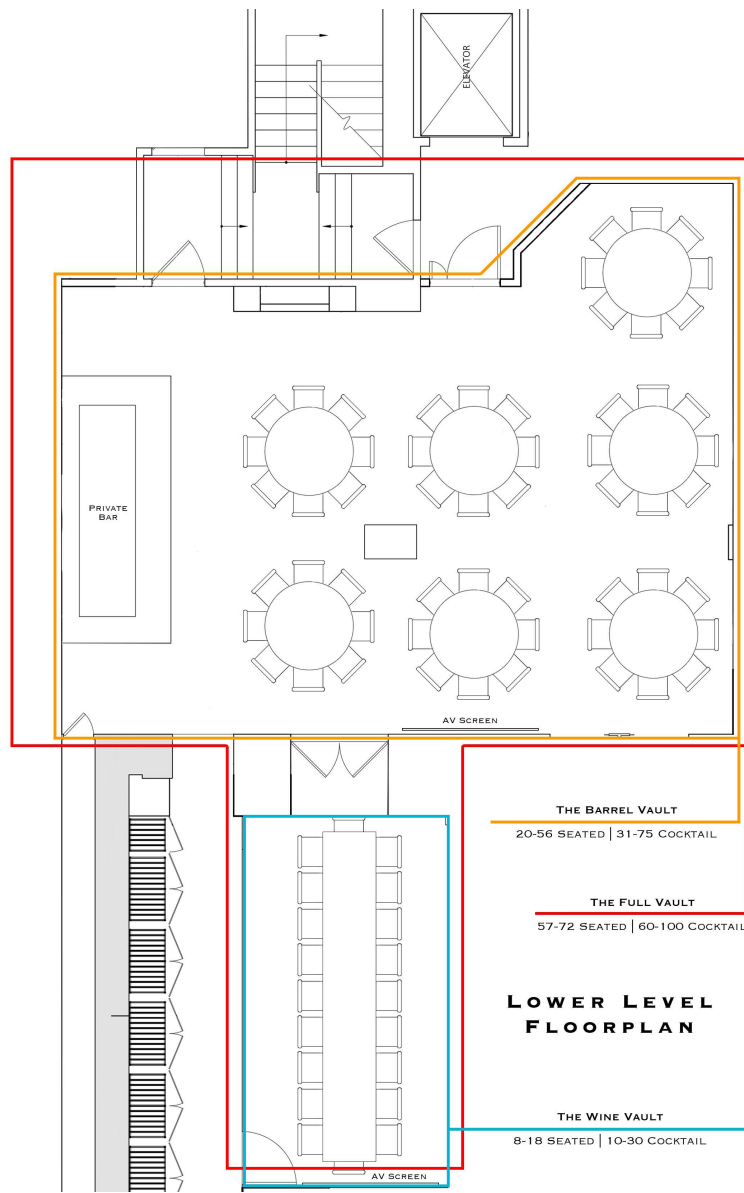 ELEVATOR
PRIVATE
BAR
AV SCREEN
THE BARREL VAULT
20-56 SEATED | 31-75 COCKTAIL
THE FULL VAULT
57-72 SEATED | 60-100 COCKTAIL
LOWER LEVEL
FLOORPLAN
THE WINE VAULT
8-18 SEATED | 10-30 COCKTAIL
AV SCREEN